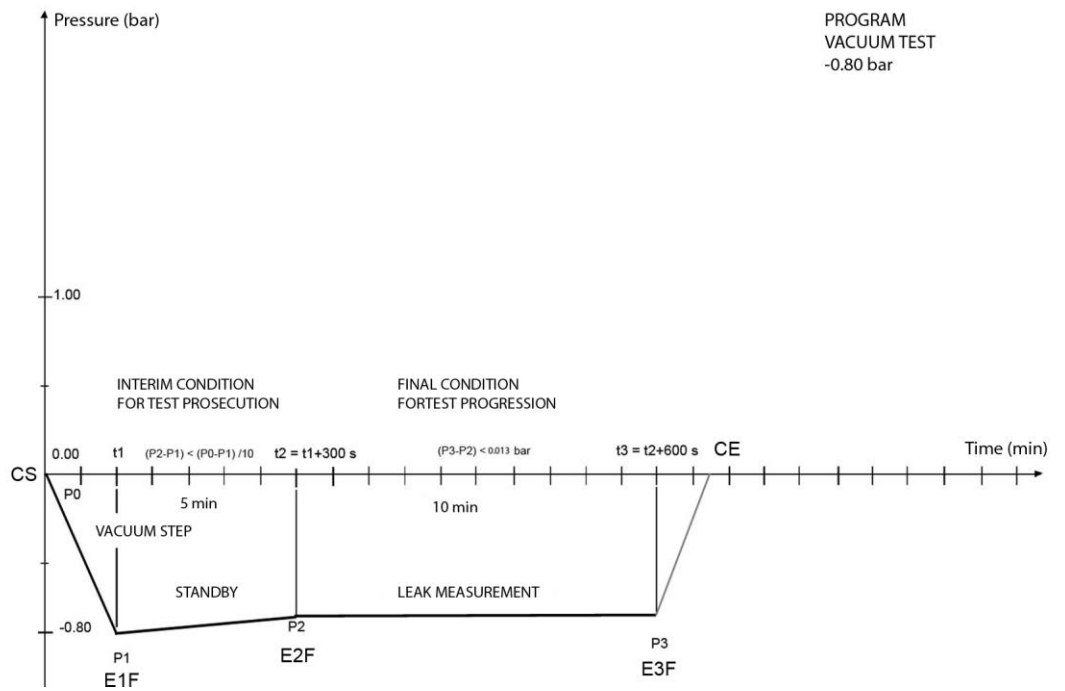 Pressure (bar)
PROGRAM
VACUUM TEST
-0.80 bar
1.00
INTERIM CONDITION
FOR TEST PROSECUTION
FINAL CONDITION
FORTEST PROGRESSION
0.00
t1
(P2-P1) < (P0-P1) /10
t2 = t1+300 s
(P3-P2) < 0.013 bar
t3 = t2+600 s
CE
Time (min)
CS
P0
5 min
10 min
VACUUM STEP
STANDBY
LEAK MEASUREMENT
-0.80
P1
E1F
P2
E2F
P3
E3F